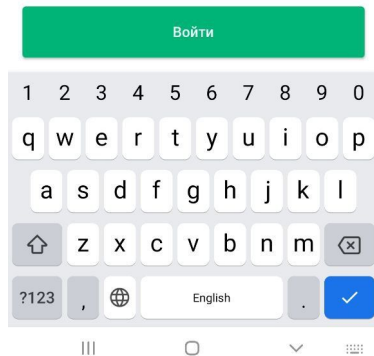 Войти
1 2 3 4 5 6 7 8 9 0
q w e r t y u i o p
a s d f g h j k l
z x c v b n m
?123 , English .